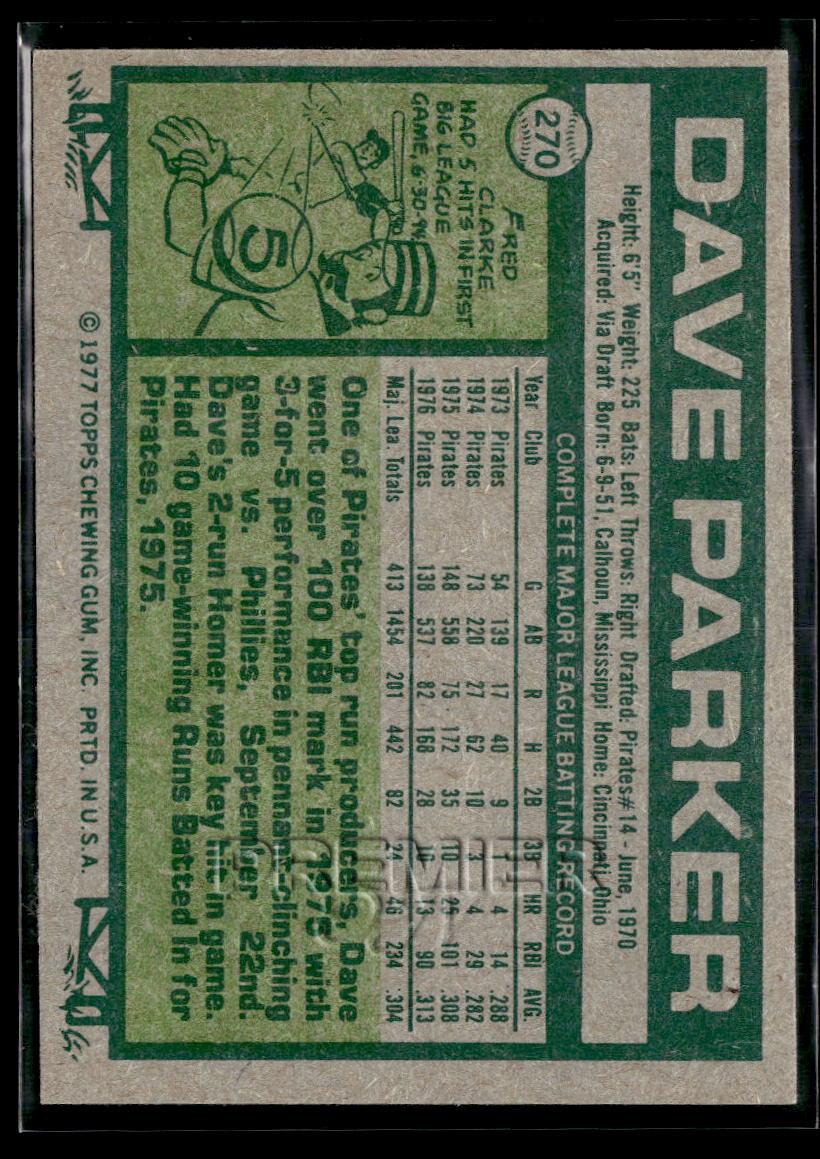 DAVE PARKER
Height: 6'5" Weight: 225 Bats: Left Throws: Right Drafted: Pirates#14 - June, 1970
Acquired: Via Draft Born: 6-9-51, Calhoun, Mississippi Home: Cincinnati, Ohio
270
FRED
CLARKE
HAD 5 HITS IN FIRST
BIG LEAGUE
GAME, 6-30-94
5
COMPLETE MAJOR LEAGUE BATTING RECORD
Year Club G AB R H 2B 3B HR RBI AVG.
1973 Pirates 54 139 17 40 9 1 4 14 .288
1974 Pirates 73 220 27 62 10 3 4 29 .282
1975 Pirates 148 558 75 172 35 10 25 101 .308
1976 Pirates 138 537 82 168 28 10 13 90 .313
Maj. Lea. Totals 413 1454 201 442 82 24 46 234 .304
One of Pirates' top run producers, Dave
went over 100 RBI mark in 1975 with
3-for-5 performance in pennant-clinching
game vs. Phillies, September 22nd.
Dave's 2-run Homer was key hit in game.
Had 10 game-winning Runs Batted In for
Pirates, 1975.
© 1977 TOPPS CHEWING GUM, INC. PRTD. IN U.S.A.
PREMIER